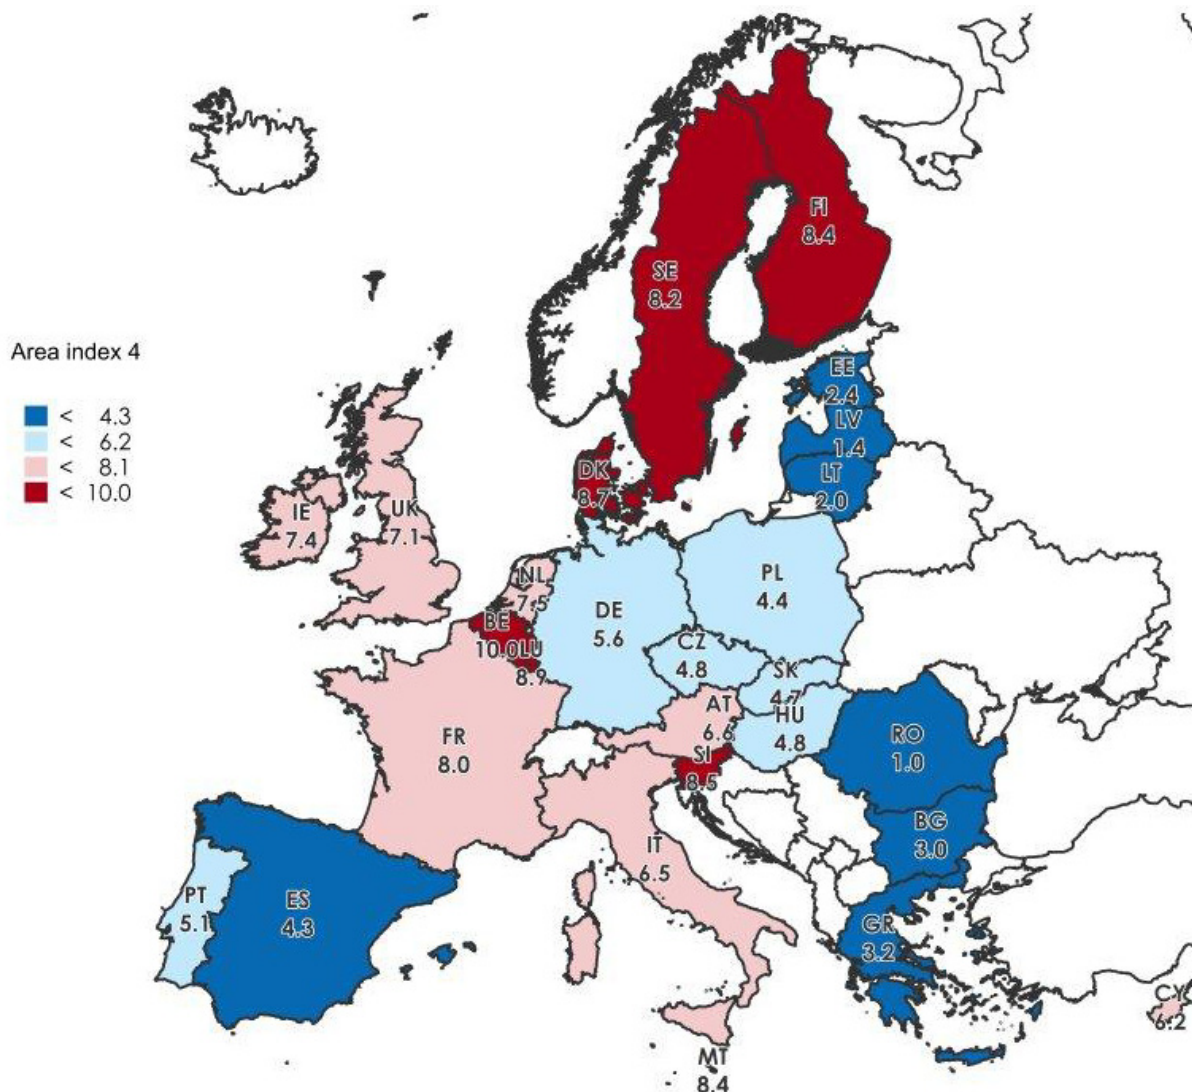 Area index 4
< 4.3
< 6.2
< 8.1
< 10.0
FI
8.4
SE
8.2
EE
2.4
LV
1.4
LT
2.0
DK
8.7
IE
7.4
UK
7.1
NL
7.5
BE
10.0
LU
8.9
DE
5.6
PL
4.4
CZ
4.8
SK
4.7
AT
6.6
HU
4.8
SI
8.5
FR
8.0
RO
1.0
BG
3.0
IT
6.5
PT
5.1
ES
4.3
GR
3.2
CY
6.2
MT
8.4